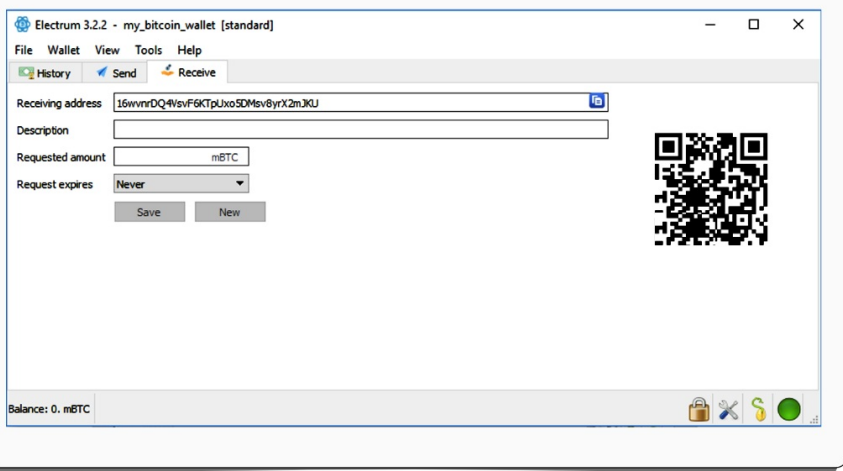 Electrum 3.2.2 - my_bitcoin_wallet [standard]
File Wallet View Tools Help
History Send Receive
Receiving address 16wvnrDQ4VsvF6KTpUxo5DMsv8yrX2mJKU
Description
Requested amount mBTC
Request expires Never
Save New
Balance: 0. mBTC